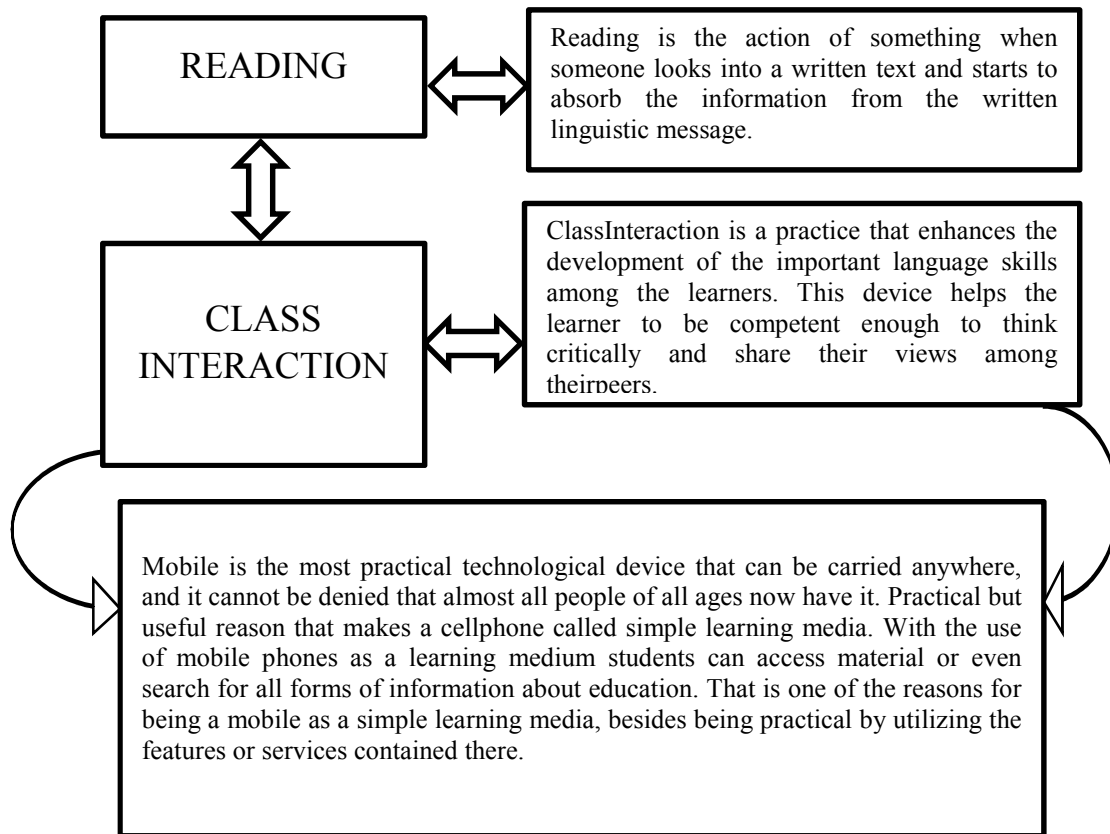 READING
Reading is the action of something when
someone looks into a written text and starts to
absorb the information from the written
linguistic message.
CLASS
INTERACTION
ClassInteraction is a practice that enhances the
development of the important language skills
among the learners. This device helps the
learner to be competent enough to think
critically and share their views among
theirpeers.
Mobile is the most practical technological device that can be carried anywhere,
and it cannot be denied that almost all people of all ages now have it. Practical but
useful reason that makes a cellphone called simple learning media. With the use
of mobile phones as a learning medium students can access material or even
search for all forms of information about education. That is one of the reasons for
being a mobile as a simple learning media, besides being practical by utilizing the
features or services contained there.